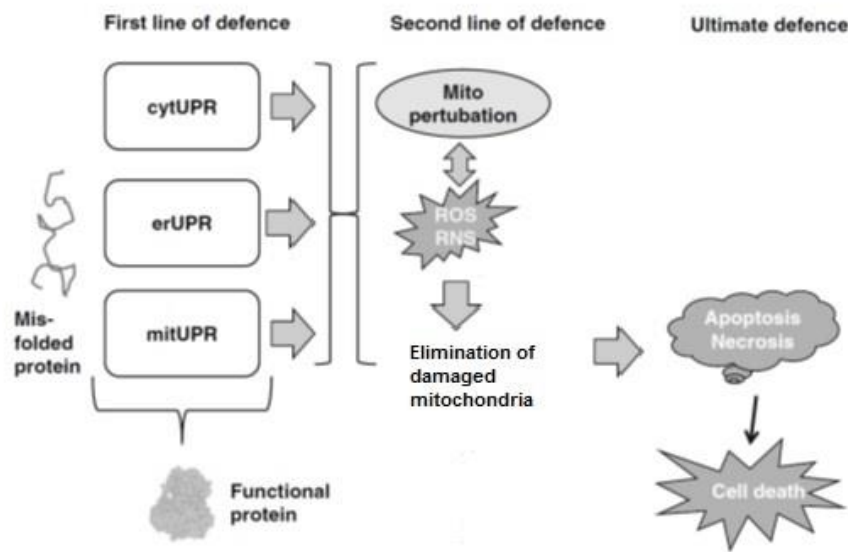 First line of defence
Second line of defence
Ultimate defence
cytUPR
erUPR
mitUPR
Mis-
folded
protein
Functional
protein
Mito
pertubation
ROS
RNS
Elimination of
damaged
mitochondria
Apoptosis
Necrosis
Cell death